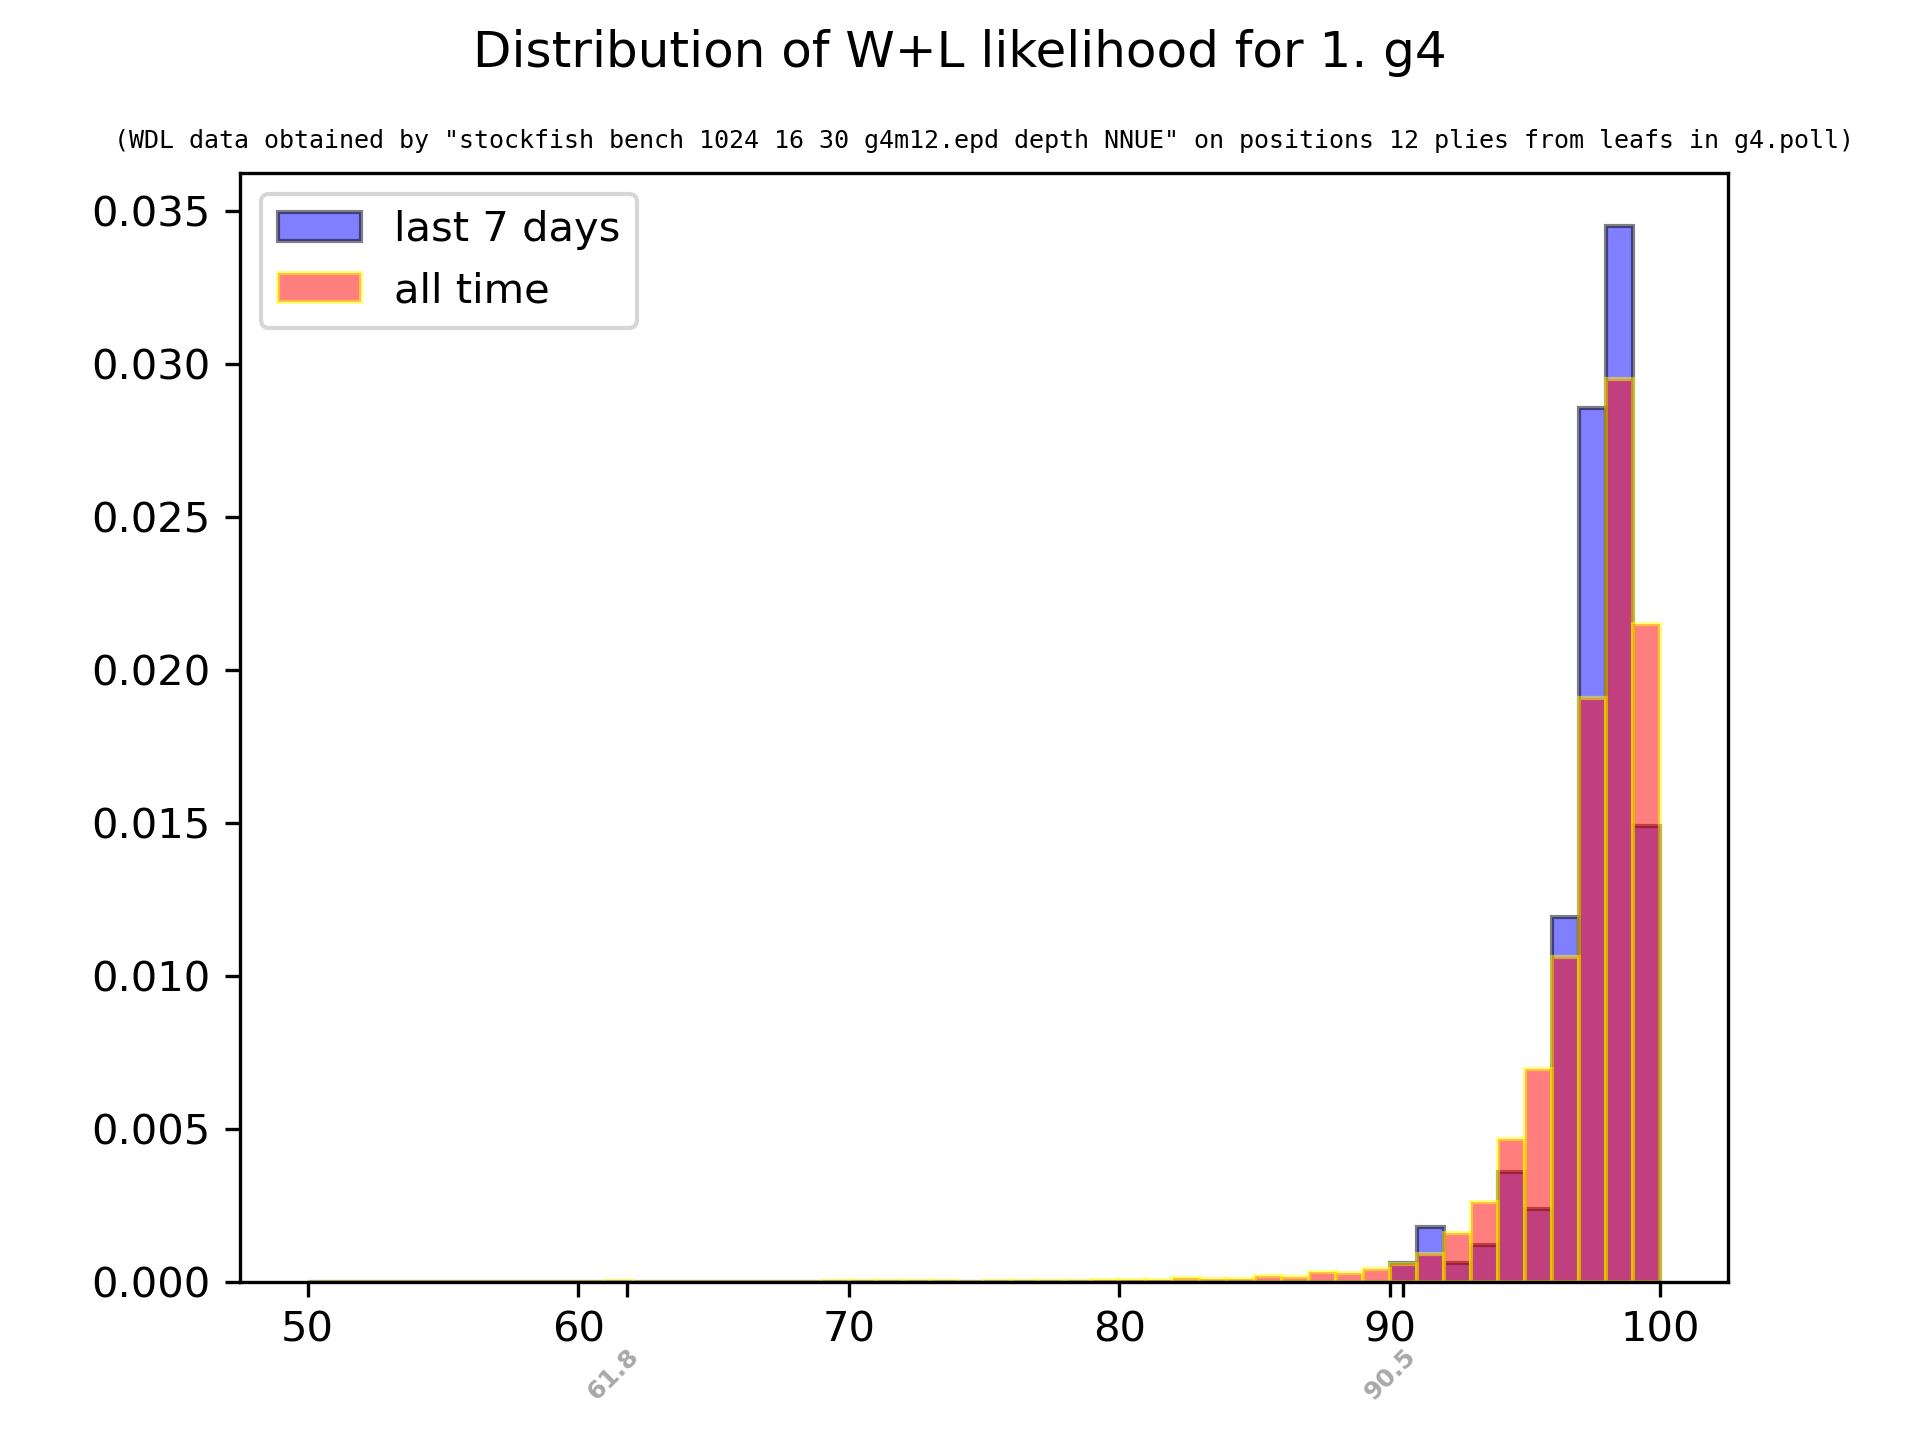 Distribution of W+L likelihood for 1. g4
(WDL data obtained by "stockfish bench 1024 16 30 g4m12.epd depth NNUE" on positions 12 plies from leafs in g4.poll)
last 7 days
all time
0.035
0.030
0.025
0.020
0.015
0.010
0.005
0.000
50 60 70 80 90 100
61.8 90.5